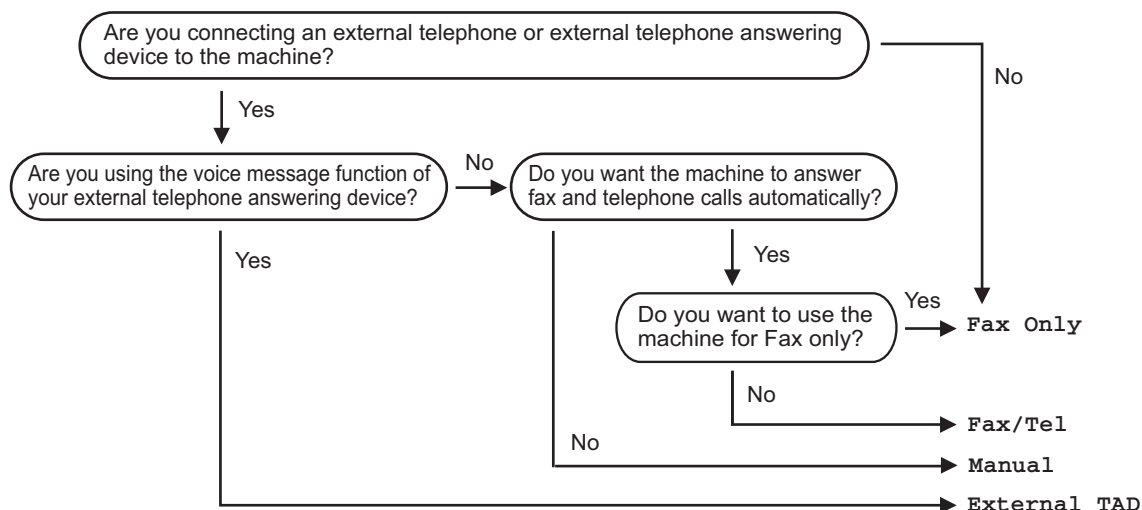 Are you connecting an external telephone or external telephone answering
device to the machine?
No
Yes
Are you using the voice message function of
your external telephone answering device?
No
Do you want the machine to answer
fax and telephone calls automatically?
Yes
Yes
Do you want to use the
machine for Fax only?
Yes
Fax Only
No
Fax/Tel
No
Manual
External TAD